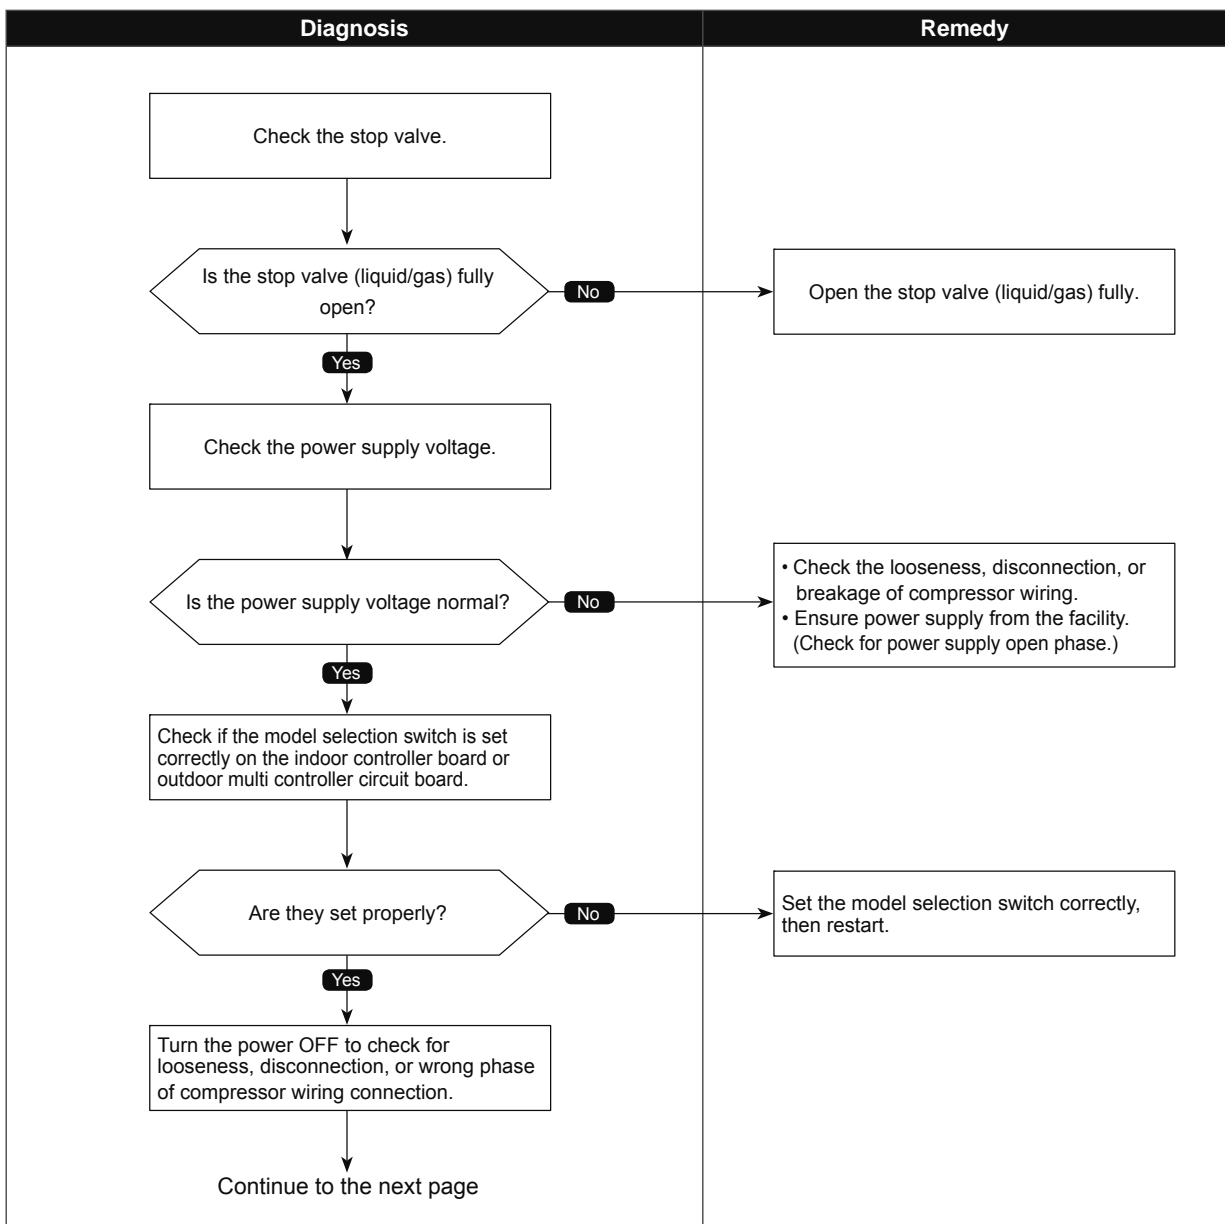 Diagnosis
Remedy
Check the stop valve.
Is the stop valve (liquid/gas) fully
open?
No
Open the stop valve (liquid/gas) fully.
Yes
Check the power supply voltage.
Is the power supply voltage normal?
No
• Check the looseness, disconnection, or
breakage of compressor wiring.
• Ensure power supply from the facility.
(Check for power supply open phase.)
Yes
Check if the model selection switch is set
correctly on the indoor controller board or
outdoor multi controller circuit board.
Are they set properly?
No
Set the model selection switch correctly,
then restart.
Yes
Turn the power OFF to check for
looseness, disconnection, or wrong phase
of compressor wiring connection.
Continue to the next page